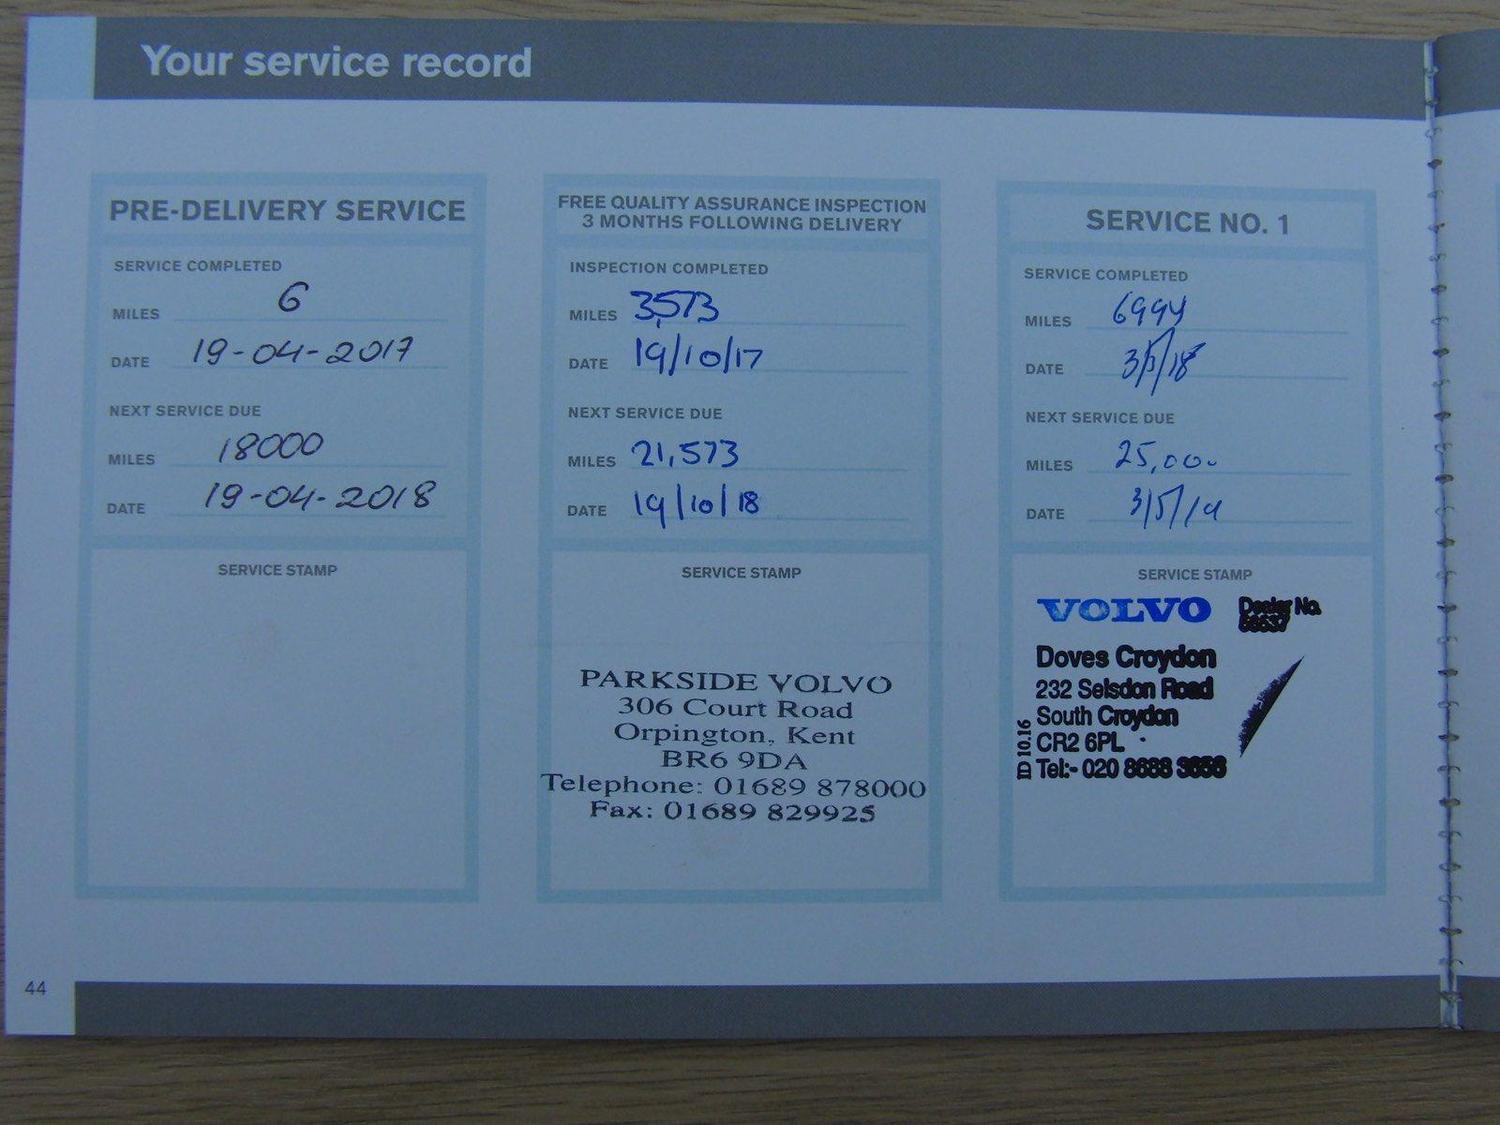 Your service record
PRE-DELIVERY SERVICE
SERVICE COMPLETED
MILES 6
DATE 19-04-2017
NEXT SERVICE DUE
MILES 18000
DATE 19-04-2018
SERVICE STAMP
FREE QUALITY ASSURANCE INSPECTION
3 MONTHS FOLLOWING DELIVERY
INSPECTION COMPLETED
MILES 3,573
DATE 19/10/17
NEXT SERVICE DUE
MILES 21,573
DATE 19/10/18
SERVICE STAMP
PARKSIDE VOLVO
306 Court Road
Orpington, Kent
BR6 9DA
Telephone: 01689 878000
Fax: 01689 829925
SERVICE NO. 1
SERVICE COMPLETED
MILES 6994
DATE 3/5/18
NEXT SERVICE DUE
MILES 25,000
DATE 3/5/19
SERVICE STAMP
VOLVO Dealer No.
Doves Croydon
232 Selsdon Road
South Croydon
CR2 6PL
Tel:- 020 8688
ID 10.16
44